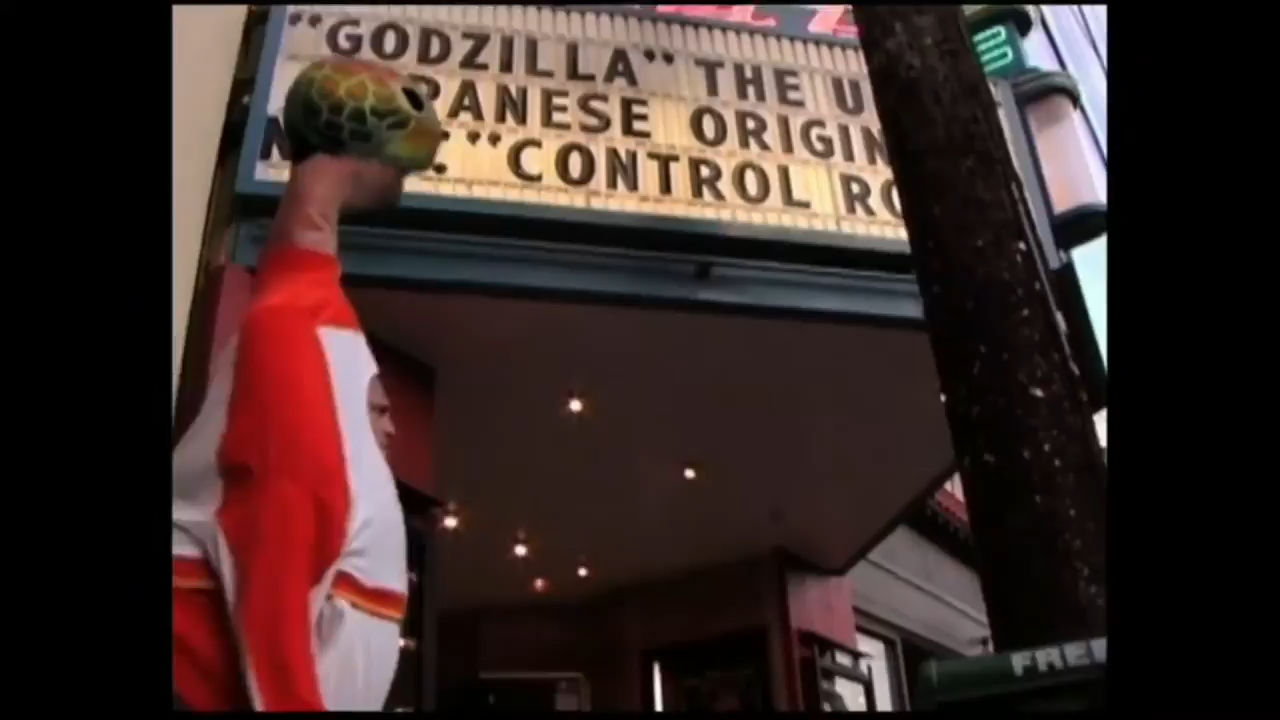 "GODZILLA" THE U
PANESE ORIGIN
"CONTROL RO
FREE